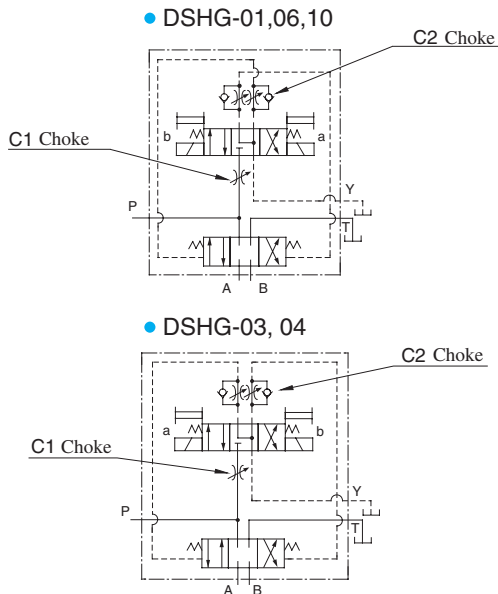 DSHG-01,06,10
C2 Choke
b
a
C1 Choke
Y
P
T
A B
DSHG-03, 04
C2 Choke
a
b
C1 Choke
Y
P
T
A B